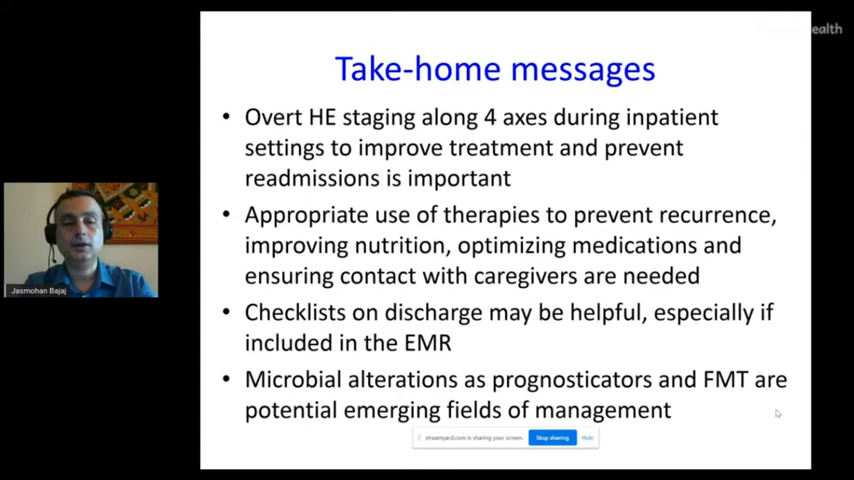 Take-home messages
• Overt HE staging along 4 axes during inpatient
settings to improve treatment and prevent
readmissions is important
• Appropriate use of therapies to prevent recurrence,
improving nutrition, optimizing medications and
ensuring contact with caregivers are needed
• Checklists on discharge may be helpful, especially if
included in the EMR
• Microbial alterations as prognosticators and FMT are
potential emerging fields of management
Jasmohan Bajaj
streamyard.com is sharing your screen. Stop sharing Hide